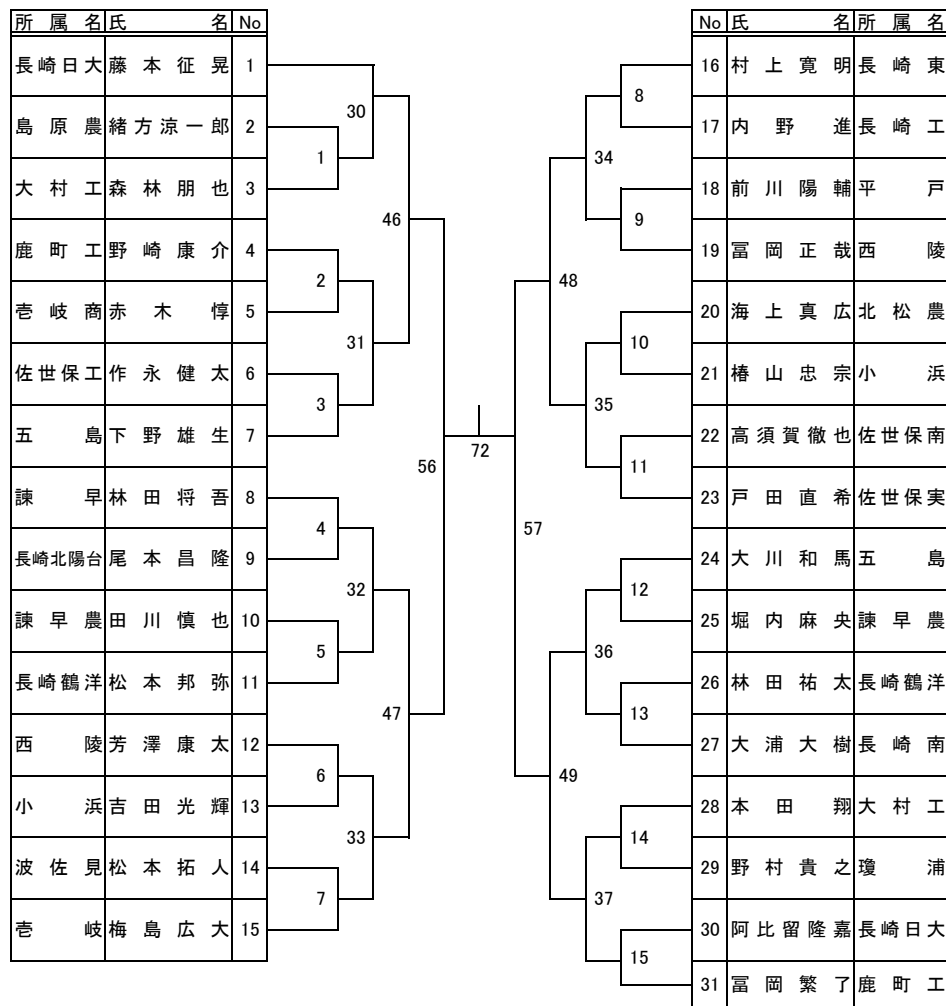 所属名 氏名 No
長崎日大 藤本征晃 1
島原農 緒方涼一郎 2
大村工 森林朋也 3
鹿町工 野崎康介 4
壱岐商 赤木惇 5
佐世保工 作永健太 6
五島 下野雄生 7
諫早 林田将吾 8
長崎北陽台 尾本昌隆 9
諫早農 田川慎也 10
長崎鶴洋 松本邦弥 11
西陵 芳澤康太 12
小浜 吉田光輝 13
波佐見 松本拓人 14
壱岐 梅島広大 15
30
1
46
2
31
3
56
4
32
5
47
6
33
7
72
8
34
9
48
10
35
11
57
12
36
13
49
14
37
15
No 氏名 所属名
16 村上寛明 長崎東
17 内野進 長崎工
18 前川陽輔 平戸
19 冨岡正哉 西陵
20 海上真広 北松農
21 椿山忠宗 小浜
22 高須賀徹也 佐世保南
23 戸田直希 佐世保実
24 大川和馬 五島
25 堀内麻央 諫早農
26 林田祐太 長崎鶴洋
27 大浦大樹 長崎南
28 本田翔 大村工
29 野村貴之 瓊浦
30 阿比留隆嘉 長崎日大
31 冨岡繁了 鹿町工